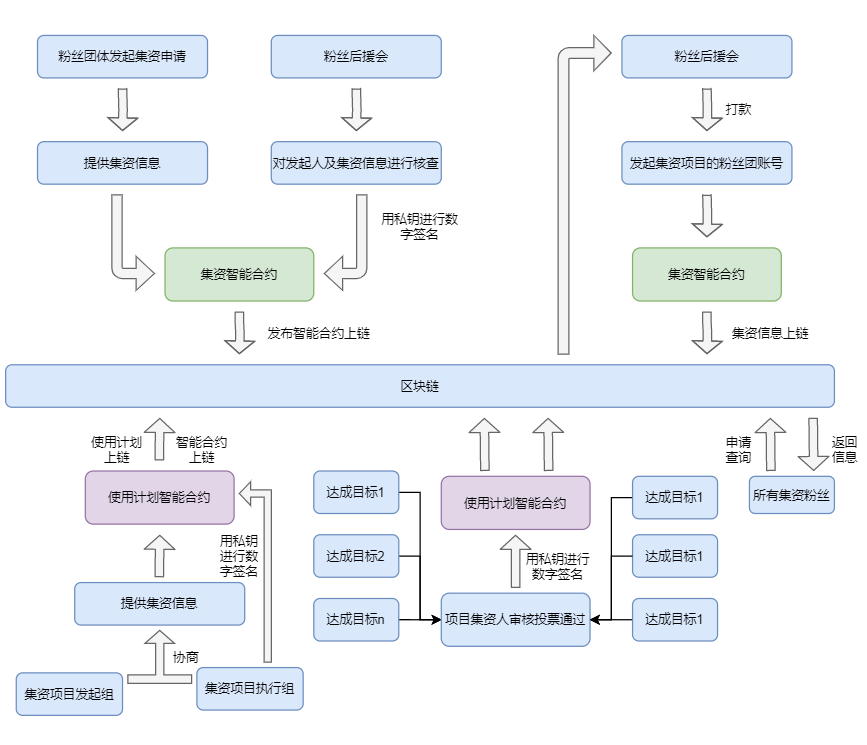 粉丝团体发起集资申请
粉丝后援会
粉丝后援会
打款
提供集资信息
对发起人及集资信息进行核查
发起集资项目的粉丝团账号
用私钥进行数
字签名
集资智能合约
集资智能合约
发布智能合约上链
集资信息上链
区块链
使用计划
上链
智能合约
上链
申请
查询
返回
信息
使用计划智能合约
达成目标1
使用计划智能合约
达成目标1
所有集资粉丝
用私钥
进行数
字签名
达成目标2
用私钥进行
数字签名
达成目标1
提供集资信息
达成目标n
项目集资人审核投票通过
达成目标1
协商
集资项目发起组
集资项目执行组